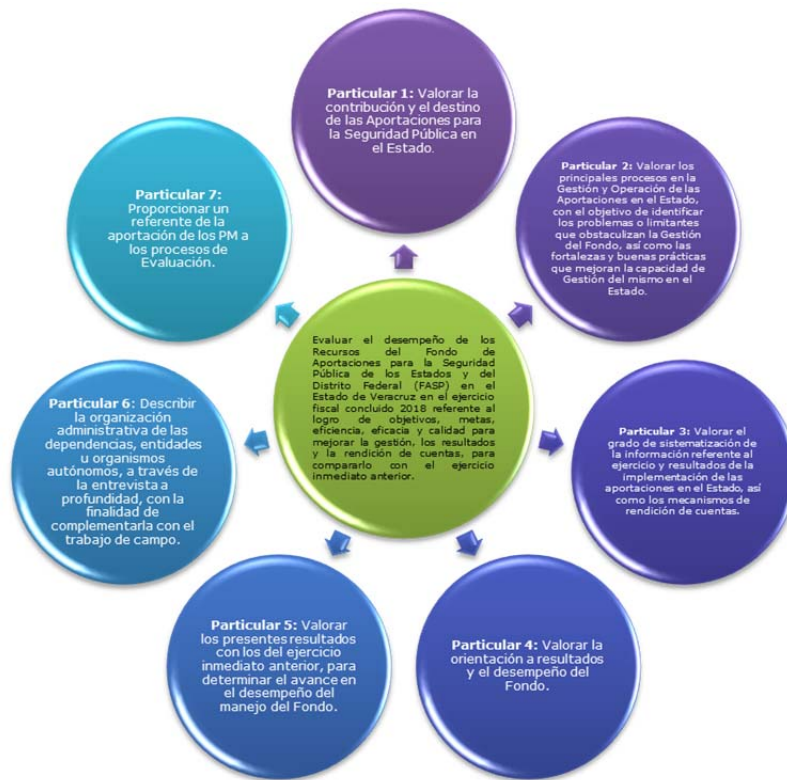 Particular 1: Valorar la
contribución y el destino
de las Aportaciones para
la Seguridad Pública en
el Estado.
Particular 2: Valorar los
principales procesos en la
Gestión y Operación de las
Aportaciones en el Estado,
con el objetivo de identificar
los problemas o limitantes
que obstaculizan la Gestión
del Fondo, así como las
fortalezas y buenas prácticas
que mejoran la capacidad de
Gestión del mismo en el
Estado.
Particular 3: Valorar el
grado de sistematización de
la información referente al
ejercicio y resultados de la
implementación de las
aportaciones en el Estado, así
como los mecanismos de
rendición de cuentas.
Particular 4: Valorar la
orientación a resultados
y el desempeño del
Fondo.
Particular 5: Valorar
los presentes resultados
con los del ejercicio
inmediato anterior, para
determinar el avance en
el desempeño del
manejo del Fondo.
Particular 6: Describir
la organización
administrativa de las
dependencias, entidades
u organismos
autónomos, a través de
la entrevista a
profundidad, con la
finalidad de
complementarla con el
trabajo de campo.
Particular 7:
Proporcionar un
referente de la
aportación de los PM a
los procesos de
Evaluación.
Evaluar el desempeño de los
Recursos del Fondo de
Aportaciones para la Seguridad
Pública de los Estados y del
Distrito Federal (FASP) en el
Estado de Veracruz en el ejercicio
fiscal concluido 2018 referente al
logro de objetivos, metas,
eficiencia, eficacia y calidad para
mejorar la gestión, los resultados
y la rendición de cuentas, para
compararlo con el ejercicio
inmediato anterior.